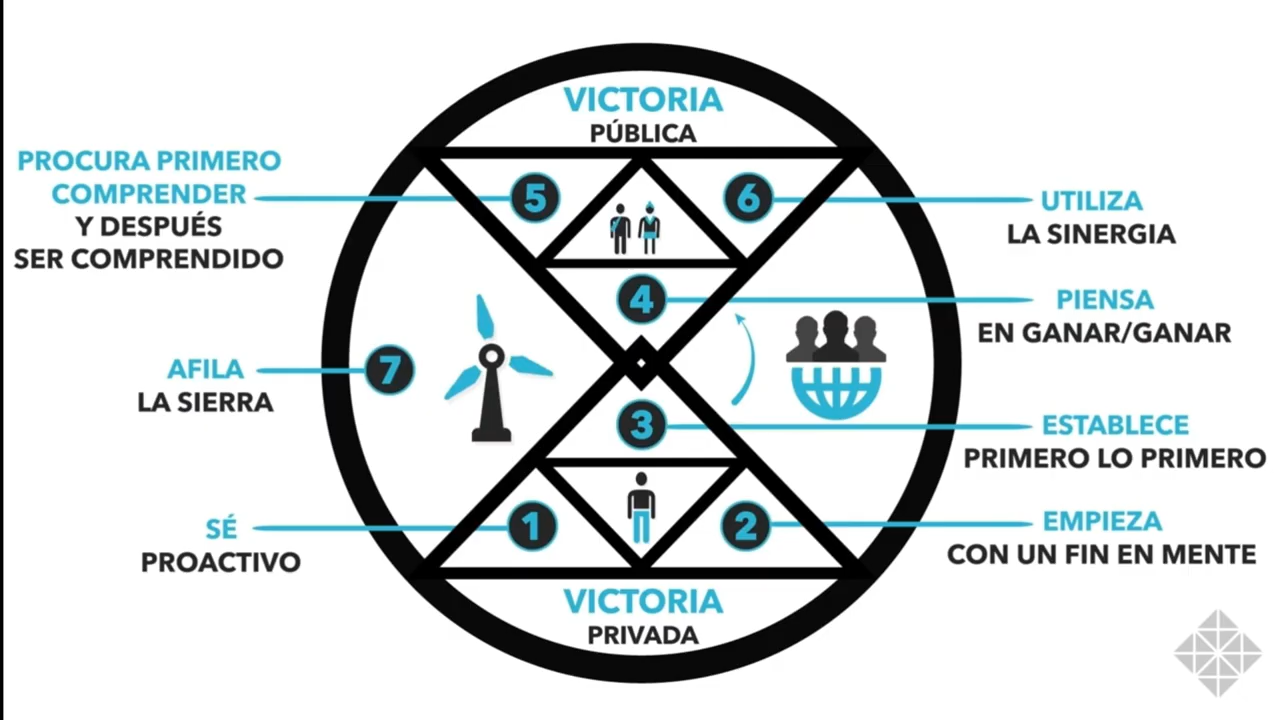 VICTORIA
PÚBLICA
PROCURA PRIMERO
COMPRENDER
Y DESPUÉS
SER COMPRENDIDO
5
6
UTILIZA
LA SINERGIA
4
PIENSA
EN GANAR/GANAR
AFILA
LA SIERRA
7
3
ESTABLECE
PRIMERO LO PRIMERO
SÉ
PROACTIVO
1
2
EMPIEZA
CON UN FIN EN MENTE
VICTORIA
PRIVADA